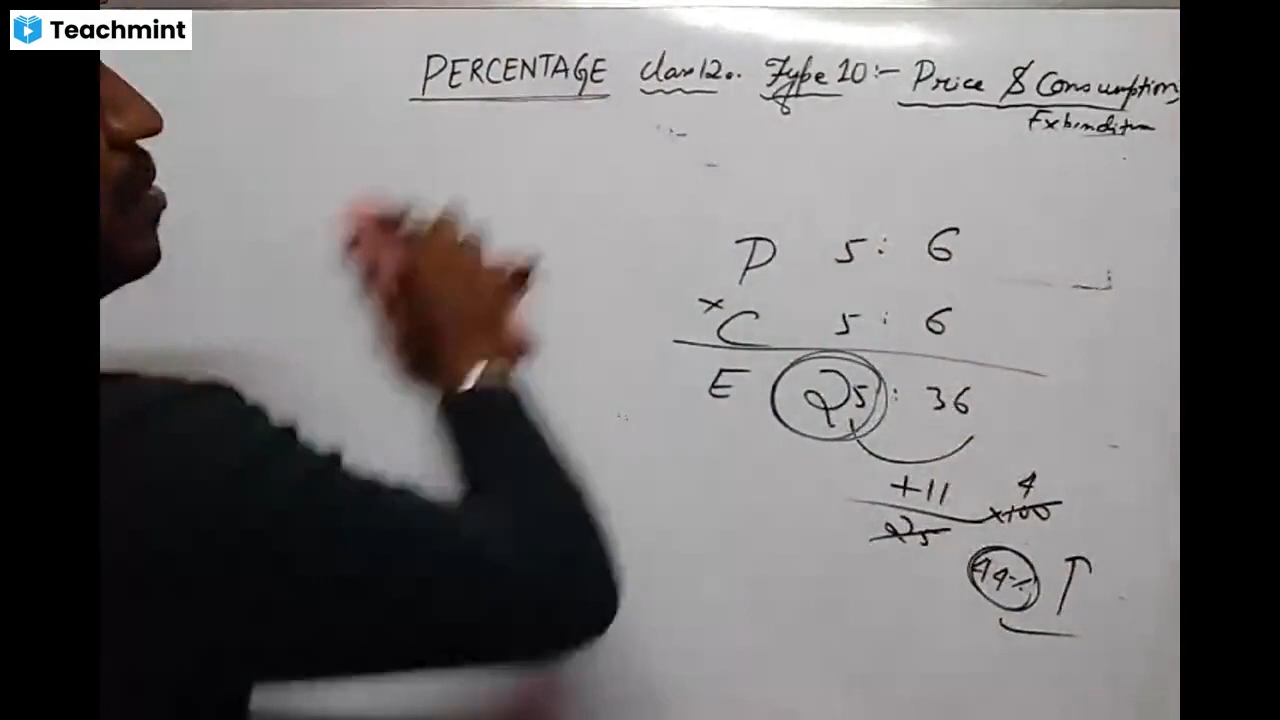 Teachmint
PERCENTAGE Class 12. Type 10:- Price & Consumption,
Expenditure
P 5 : 6
× C 5 : 6
E 25 : 36
+11 4
25 ×100
44% ↑